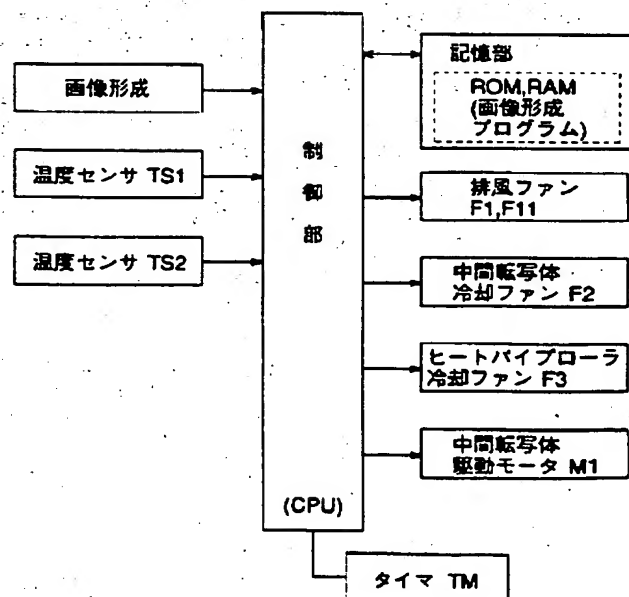 画像形成
温度センサ TS1
温度センサ TS2
制
御
部
(CPU)
記憶部
ROM,RAM
(画像形成
プログラム)
排風ファン
F1,F11
中間転写体
冷却ファン F2
ヒートパイプローラ
冷却ファン F3
中間転写体
駆動モータ M1
タイマ TM